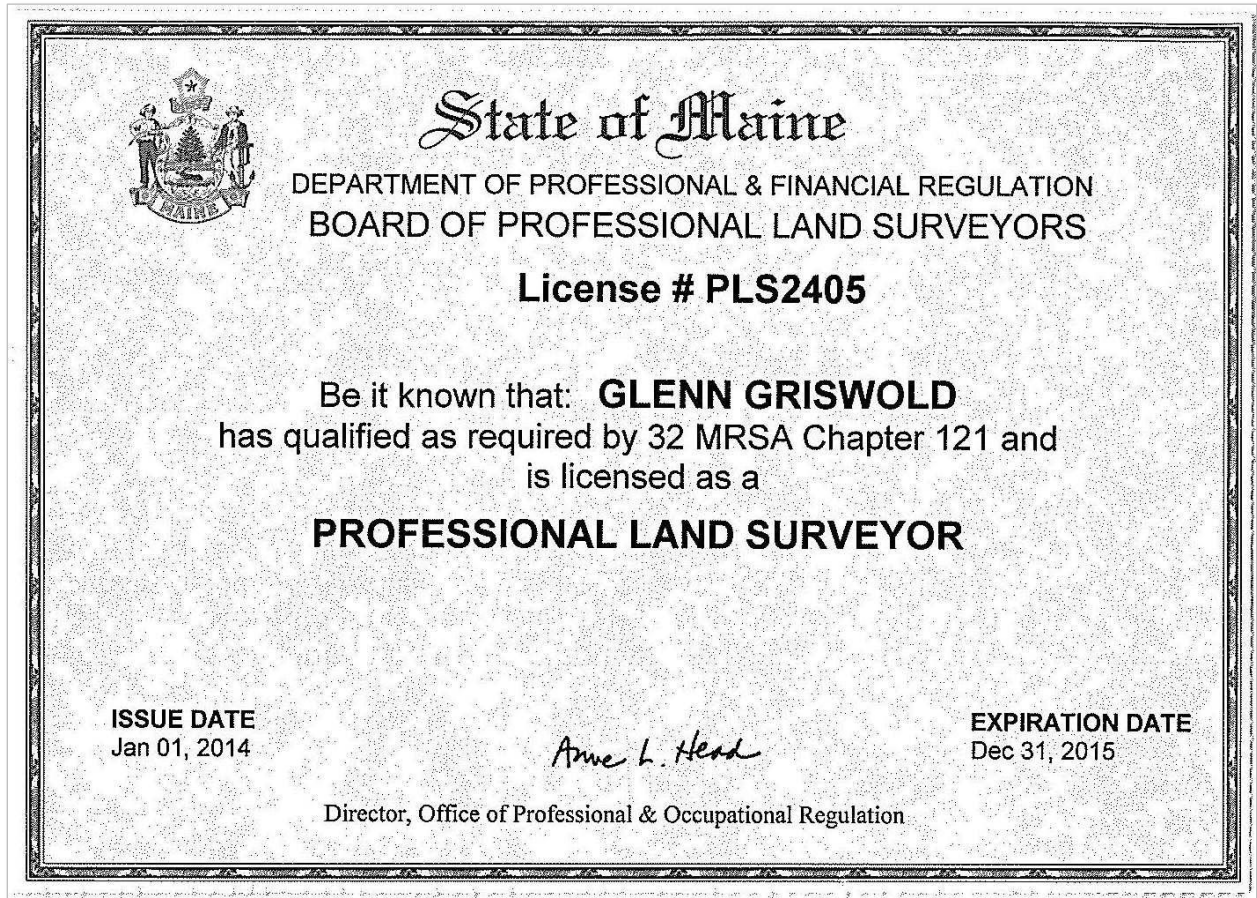 State of Maine
DEPARTMENT OF PROFESSIONAL & FINANCIAL REGULATION
BOARD OF PROFESSIONAL LAND SURVEYORS
License # PLS2405
Be it known that: GLENN GRISWOLD
has qualified as required by 32 MRSA Chapter 121 and
is licensed as a
PROFESSIONAL LAND SURVEYOR
ISSUE DATE
Jan 01, 2014
Anne L. Head
EXPIRATION DATE
Dec 31, 2015
Director, Office of Professional & Occupational Regulation
MAINE